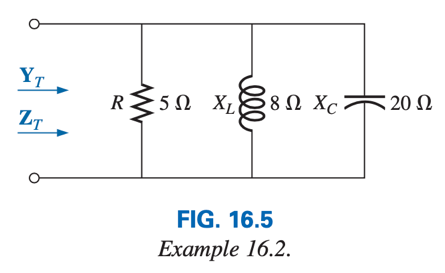 Y_T
R 5 Ω X_L 8 Ω X_C 20 Ω
Z_T
FIG. 16.5
Example 16.2.